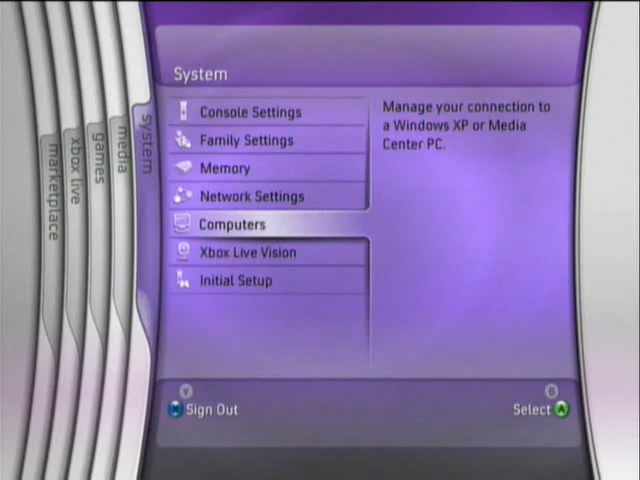 marketplace
xbox live
games
media
system
System
Console Settings
Family Settings
Memory
Network Settings
Computers
Xbox Live Vision
Initial Setup
Manage your connection to
a Windows XP or Media
Center PC.
Y
X Sign Out
B
Select A